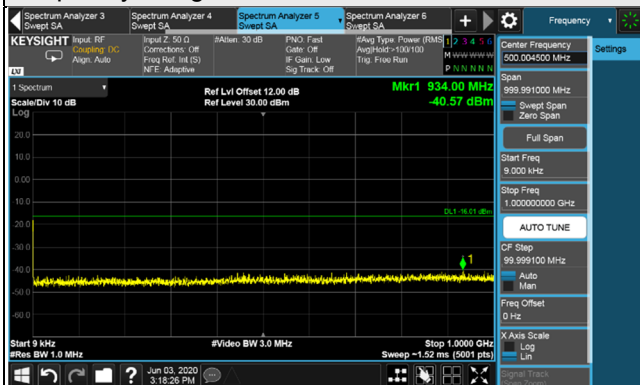 Spectrum Analyzer 3
Swept SA
Spectrum Analyzer 4
Swept SA
Spectrum Analyzer 5
Swept SA
Spectrum Analyzer 6
Swept SA
+
Frequency
KEYSIGHT
Input: RF
Coupling: DC
Align: Auto
Input Z: 50 Ω
Corrections: Off
Freq Ref: Int (S)
NFE: Adaptive
#Atten: 30 dB
PNO: Fast
Gate: Off
IF Gain: Low
Sig Track: Off
#Avg Type: Power (RMS
Avg|Hold:>100/100
Trig: Free Run
1 2 3 4 5 6
M W W W W W
P N N N N N
LXI
1 Spectrum
Scale/Div 10 dB
Log
Ref Lvl Offset 12.00 dB
Ref Level 30.00 dBm
Mkr1 934.00 MHz
-40.57 dBm
20.0
10.0
0.00
-10.0
DL1 -16.01 dBm
-20.0
-30.0
-40.0
-50.0
-60.0
1
Start 9 kHz
#Res BW 1.0 MHz
#Video BW 3.0 MHz
Stop 1.0000 GHz
Sweep ~1.52 ms (5001 pts)
Center Frequency
500.004500 MHz
Settings
Span
999.991000 MHz
Swept Span
Zero Span
Full Span
Start Freq
9.000 kHz
Stop Freq
1.000000000 GHz
AUTO TUNE
CF Step
99.999100 MHz
Auto
Man
Freq Offset
0 Hz
X Axis Scale
Log
Lin
Signal Track
(Span Zoom)
?
Jun 03, 2020
3:18:26 PM